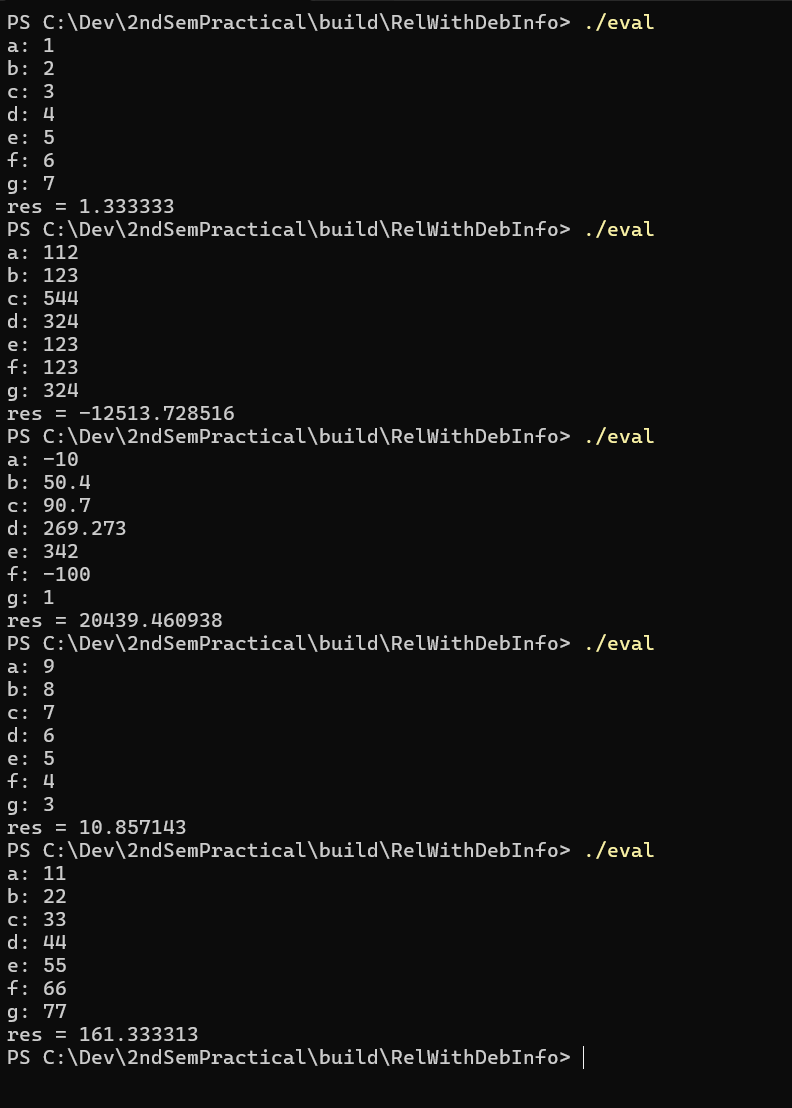 PS C:\Dev\2ndSemPractical\build\RelWithDebInfo> ./eval
a: 1
b: 2
c: 3
d: 4
e: 5
f: 6
g: 7
res = 1.333333
PS C:\Dev\2ndSemPractical\build\RelWithDebInfo> ./eval
a: 112
b: 123
c: 544
d: 324
e: 123
f: 123
g: 324
res = -12513.728516
PS C:\Dev\2ndSemPractical\build\RelWithDebInfo> ./eval
a: -10
b: 50.4
c: 90.7
d: 269.273
e: 342
f: -100
g: 1
res = 20439.460938
PS C:\Dev\2ndSemPractical\build\RelWithDebInfo> ./eval
a: 9
b: 8
c: 7
d: 6
e: 5
f: 4
g: 3
res = 10.857143
PS C:\Dev\2ndSemPractical\build\RelWithDebInfo> ./eval
a: 11
b: 22
c: 33
d: 44
e: 55
f: 66
g: 77
res = 161.333313
PS C:\Dev\2ndSemPractical\build\RelWithDebInfo>